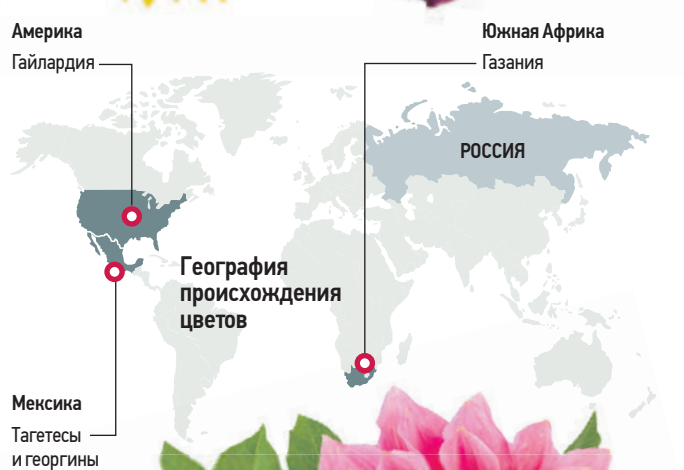 Америка
Гайлардия
Южная Африка
Газания
РОССИЯ
География
происхождения
цветов
Мексика
Тагетесы
и георгины